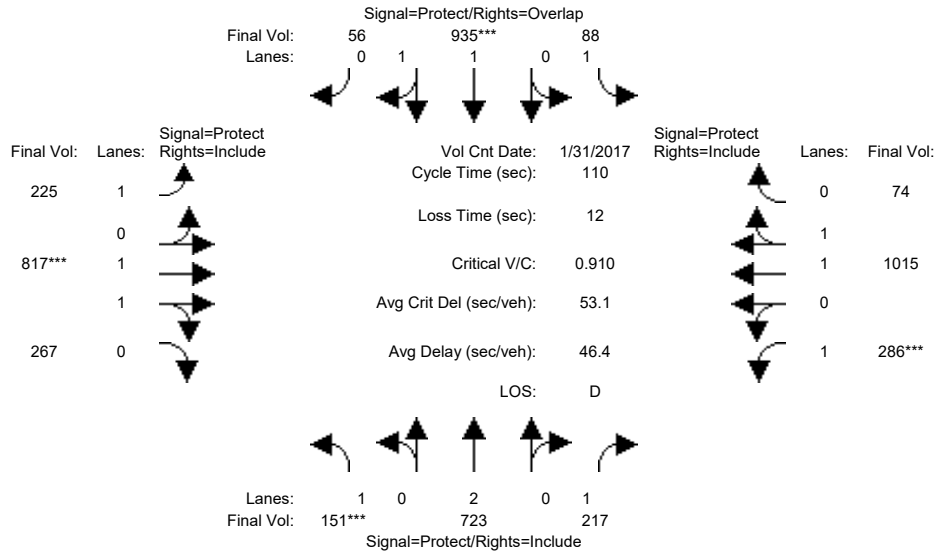 Signal=Protect/Rights=Overlap
Final Vol: 56 935*** 88
Lanes: 0 1 1 0 1
Signal=Protect
Final Vol: Lanes: Rights=Include
Vol Cnt Date: 1/31/2017
Signal=Protect
Rights=Include Lanes: Final Vol:
Cycle Time (sec): 110
225 1
0 74
Loss Time (sec): 12
0
1
817*** 1
Critical V/C: 0.910
1 1015
1
Avg Crit Del (sec/veh): 53.1
0
267 0
Avg Delay (sec/veh): 46.4
1 286***
LOS: D
Lanes: 1 0 2 0 1
Final Vol: 151*** 723 217
Signal=Protect/Rights=Include